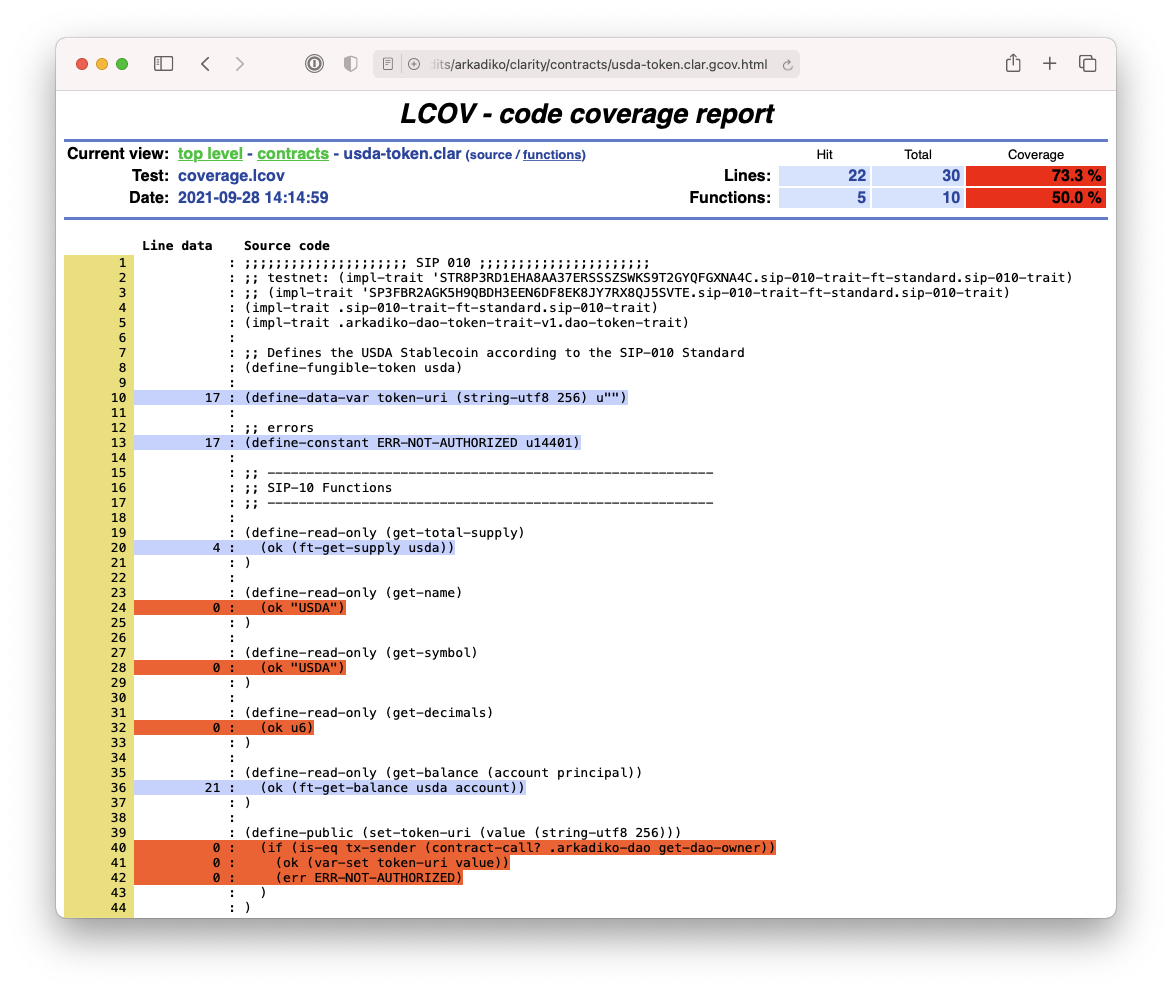 dits/arkadiko/clarity/contracts/usda-token.clar.gcov.html
LCOV - code coverage report
Current view: top level - contracts - usda-token.clar (source / functions) Hit Total Coverage
Test: coverage.lcov Lines: 22 30 73.3 %
Date: 2021-09-28 14:14:59 Functions: 5 10 50.0 %
Line data Source code
1 : ;;;;;;;;;;;;;;;;;;;;; SIP 010 ;;;;;;;;;;;;;;;;;;;;;;
2 : ;; testnet: (impl-trait 'STR8P3RD1EHA8AA37ERSSSZSWKS9T2GYQFGXNA4C.sip-010-trait-ft-standard.sip-010-trait)
3 : ;; (impl-trait 'SP3FBR2AGK5H9QBDH3EEN6DF8EK8JY7RX8QJ5SVTE.sip-010-trait-ft-standard.sip-010-trait)
4 : (impl-trait .sip-010-trait-ft-standard.sip-010-trait)
5 : (impl-trait .arkadiko-dao-token-trait-v1.dao-token-trait)
6 :
7 : ;; Defines the USDA Stablecoin according to the SIP-010 Standard
8 : (define-fungible-token usda)
9 :
10 17 : (define-data-var token-uri (string-utf8 256) u"")
11 :
12 : ;; errors
13 17 : (define-constant ERR-NOT-AUTHORIZED u14401)
14 :
15 : ;; ---------------------------------------------------------
16 : ;; SIP-10 Functions
17 : ;; ---------------------------------------------------------
18 :
19 : (define-read-only (get-total-supply)
20 4 : (ok (ft-get-supply usda))
21 : )
22 :
23 : (define-read-only (get-name)
24 0 : (ok "USDA")
25 : )
26 :
27 : (define-read-only (get-symbol)
28 0 : (ok "USDA")
29 : )
30 :
31 : (define-read-only (get-decimals)
32 0 : (ok u6)
33 : )
34 :
35 : (define-read-only (get-balance (account principal))
36 21 : (ok (ft-get-balance usda account))
37 : )
38 :
39 : (define-public (set-token-uri (value (string-utf8 256)))
40 0 : (if (is-eq tx-sender (contract-call? .arkadiko-dao get-dao-owner))
41 0 : (ok (var-set token-uri value))
42 0 : (err ERR-NOT-AUTHORIZED)
43 : )
44 : )